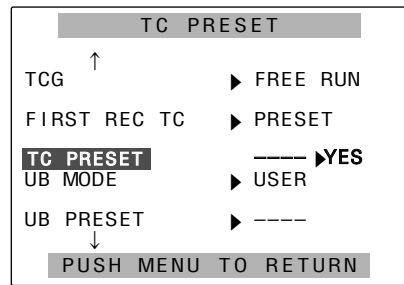 TC PRESET
↑
TCG ▶ FREE RUN
FIRST REC TC ▶ PRESET
TC PRESET ---- ▶YES
UB MODE ▶ USER
UB PRESET ▶ ----
↓
PUSH MENU TO RETURN